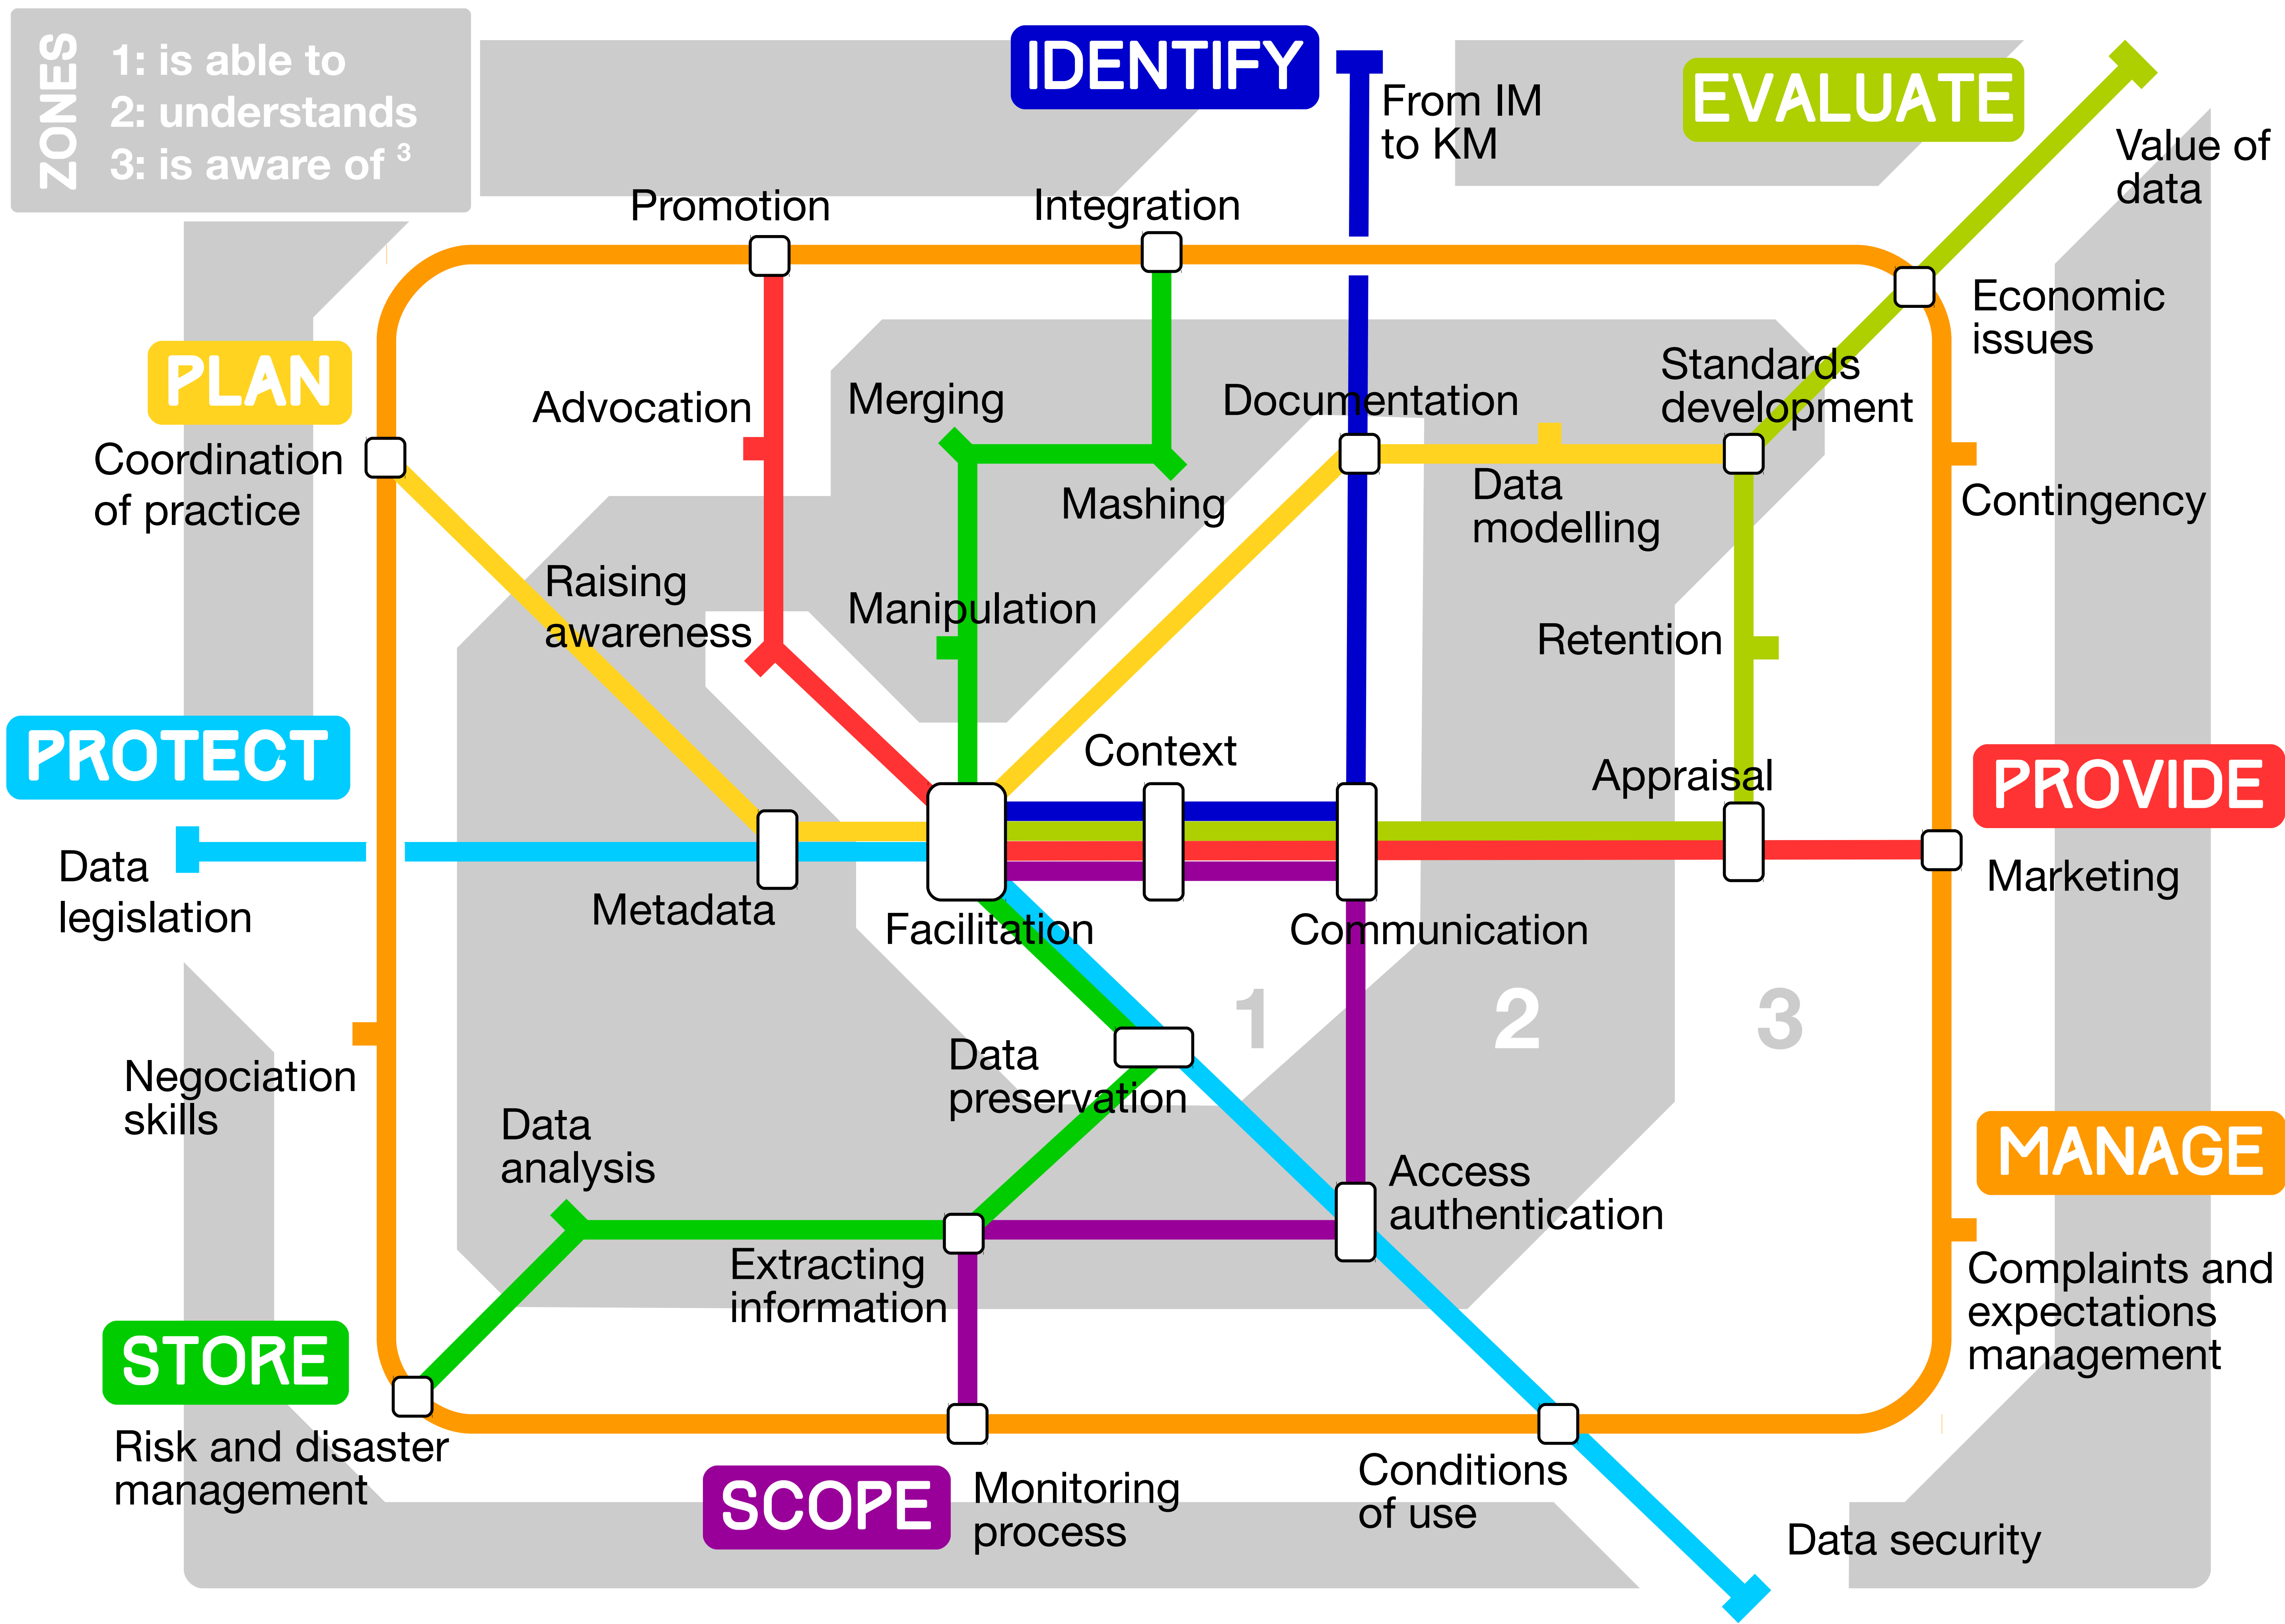 ZONES
1: is able to
2: understands
3: is aware of 3
IDENTIFY
From IM
to KM
EVALUATE
Value of
data
Promotion
Integration
Economic
issues
PLAN
Coordination
of practice
Advocation
Merging
Documentation
Standards
development
Mashing
Data
modelling
Contingency
Raising
awareness
Manipulation
Retention
PROTECT
Context
Appraisal
PROVIDE
Data
legislation
Metadata
Facilitation
Communication
Marketing
1
2
3
Negociation
skills
Data
preservation
Data
analysis
Access
authentication
MANAGE
Extracting
information
Complaints and
expectations
management
STORE
Risk and disaster
management
SCOPE
Monitoring
process
Conditions
of use
Data security